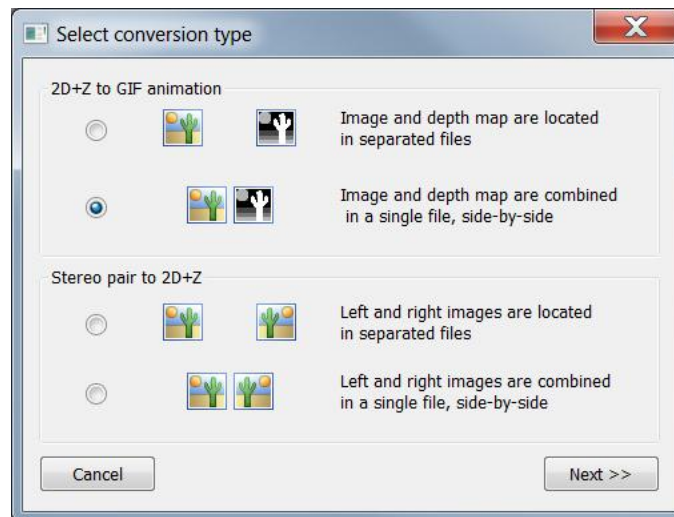 Select conversion type
2D+Z to GIF animation
Image and depth map are located
in separated files
Image and depth map are combined
in a single file, side-by-side
Stereo pair to 2D+Z
Left and right images are located
in separated files
Left and right images are combined
in a single file, side-by-side
Cancel
Next >>